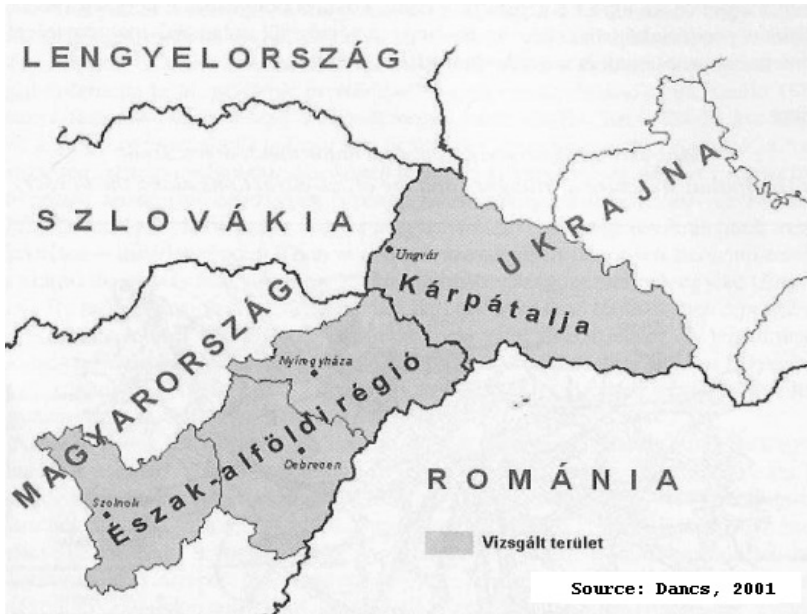 LENGYELORSZÁG
SZLOVÁKIA
UKRAJNA
Ungvár
Kárpátalja
MAGYARORSZÁG
Nyíregyháza
Észak-alföldi régió
Debrecen
Szolnok
ROMÁNIA
Vizsgált terület
Source: Dancs, 2001